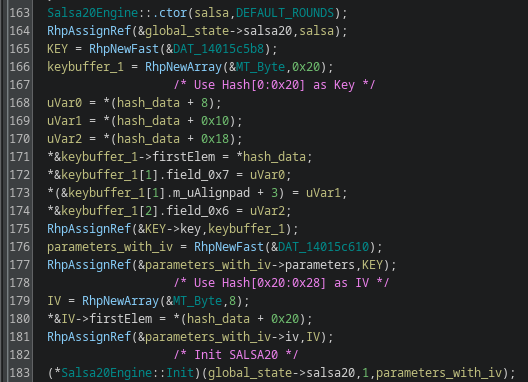 163 Salsa20Engine::.ctor(salsa,DEFAULT_ROUNDS);
164 RhpAssignRef(&global_state->salsa20,salsa);
165 KEY = RhpNewFast(&DAT_14015c5b8);
166 keybuffer_1 = RhpNewArray(&MT_Byte,0x20);
167 /* Use Hash[0:0x20] as Key */
168 uVar0 = *(hash_data + 8);
169 uVar1 = *(hash_data + 0x10);
170 uVar2 = *(hash_data + 0x18);
171 *&keybuffer_1->firstElem = *hash_data;
172 *&keybuffer_1[1].field_0x7 = uVar0;
173 *(&keybuffer_1[1].m_uAlignpad + 3) = uVar1;
174 *&keybuffer_1[2].field_0x6 = uVar2;
175 RhpAssignRef(&KEY->key,keybuffer_1);
176 parameters_with_iv = RhpNewFast(&DAT_14015c610);
177 RhpAssignRef(&parameters_with_iv->parameters,KEY);
178 /* Use Hash[0x20:0x28] as IV */
179 IV = RhpNewArray(&MT_Byte,8);
180 *&IV->firstElem = *(hash_data + 0x20);
181 RhpAssignRef(&parameters_with_iv->iv,IV);
182 /* Init SALSA20 */
183 (*Salsa20Engine::Init)(global_state->salsa20,1,parameters_with_iv);